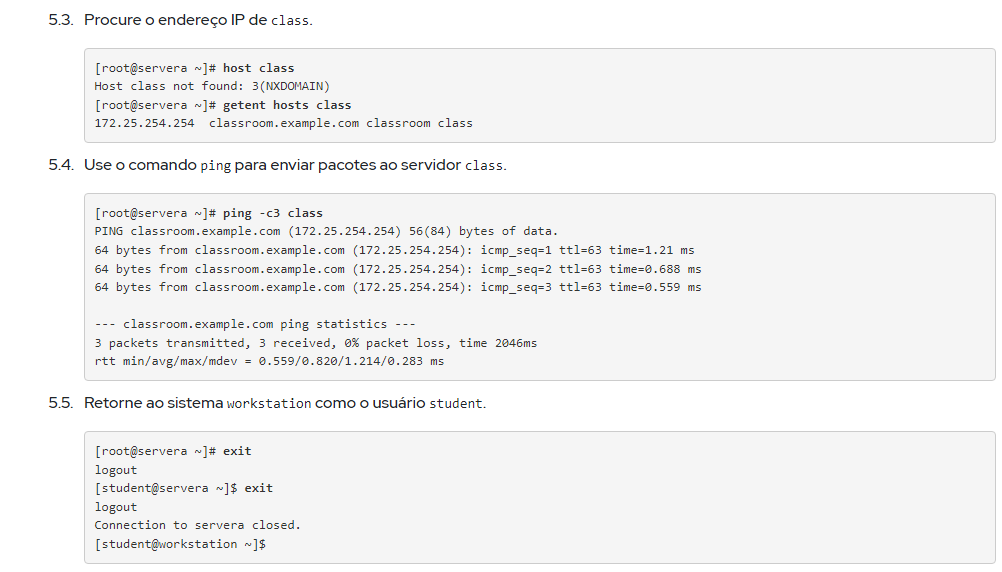 5.3. Procure o endereço IP de class.
[root@servera ~]# host class
Host class not found: 3(NXDOMAIN)
[root@servera ~]# getent hosts class
172.25.254.254  classroom.example.com classroom class
5.4. Use o comando ping para enviar pacotes ao servidor class.
[root@servera ~]# ping -c3 class
PING classroom.example.com (172.25.254.254) 56(84) bytes of data.
64 bytes from classroom.example.com (172.25.254.254): icmp_seq=1 ttl=63 time=1.21 ms
64 bytes from classroom.example.com (172.25.254.254): icmp_seq=2 ttl=63 time=0.688 ms
64 bytes from classroom.example.com (172.25.254.254): icmp_seq=3 ttl=63 time=0.559 ms
--- classroom.example.com ping statistics ---
3 packets transmitted, 3 received, 0% packet loss, time 2046ms
rtt min/avg/max/mdev = 0.559/0.820/1.214/0.283 ms
5.5. Retorne ao sistema workstation como o usuário student.
[root@servera ~]# exit
logout
[student@servera ~]$ exit
logout
Connection to servera closed.
[student@workstation ~]$